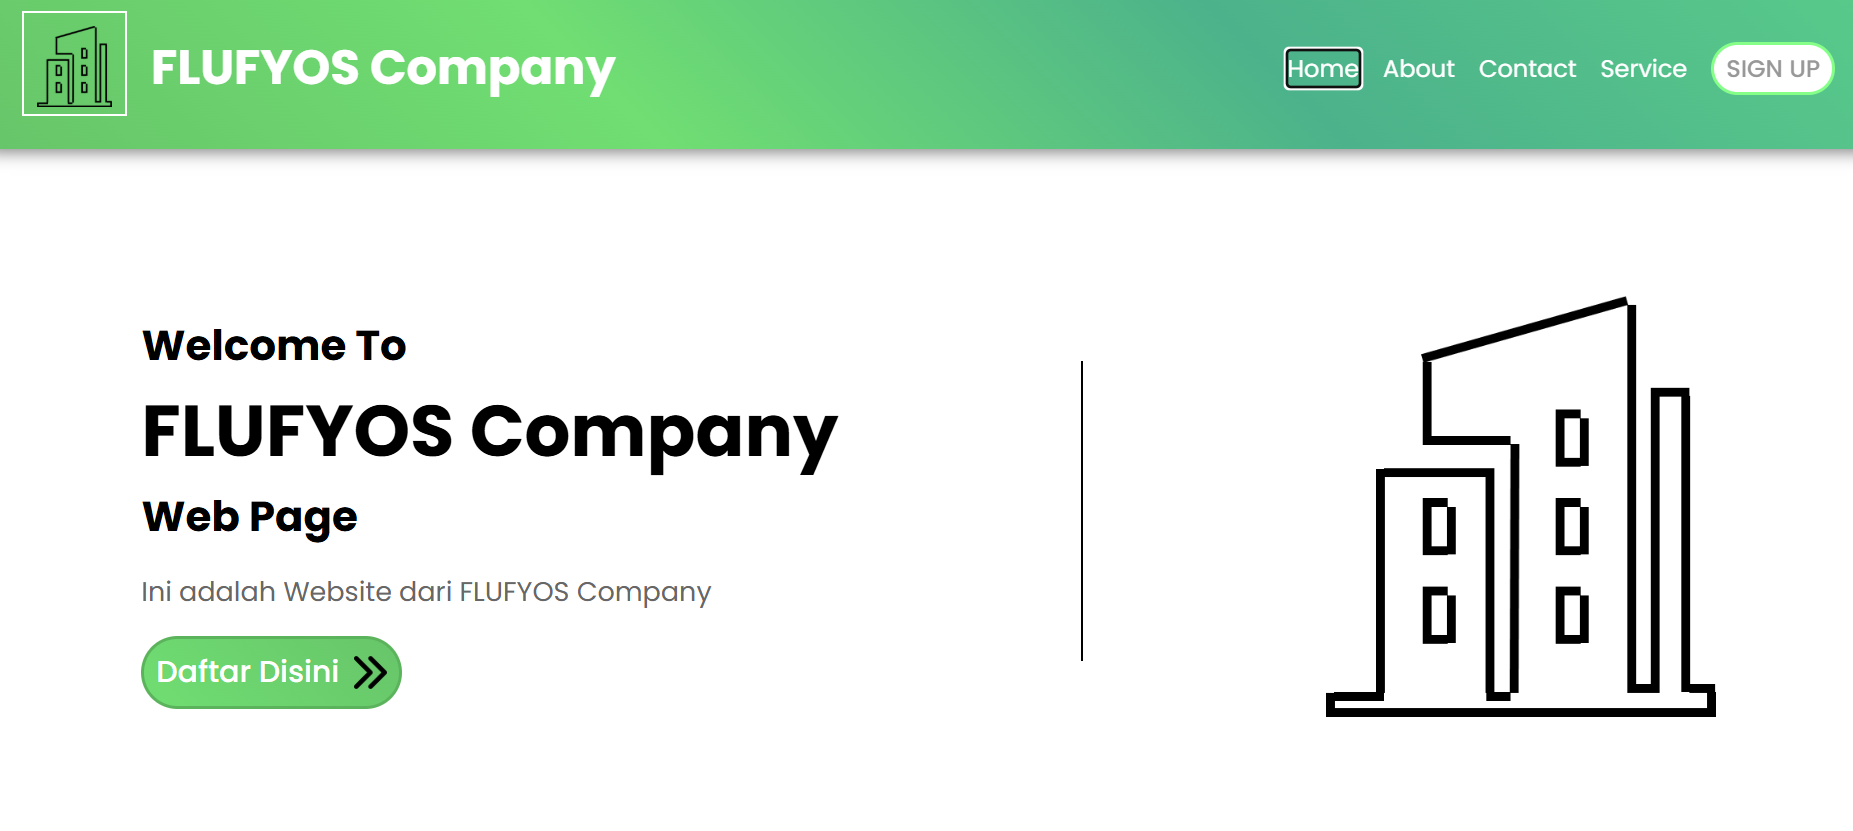 FLUFYOS Company
Home About Contact Service SIGN UP
Welcome To
FLUFYOS Company
Web Page
Ini adalah Website dari FLUFYOS Company
Daftar Disini